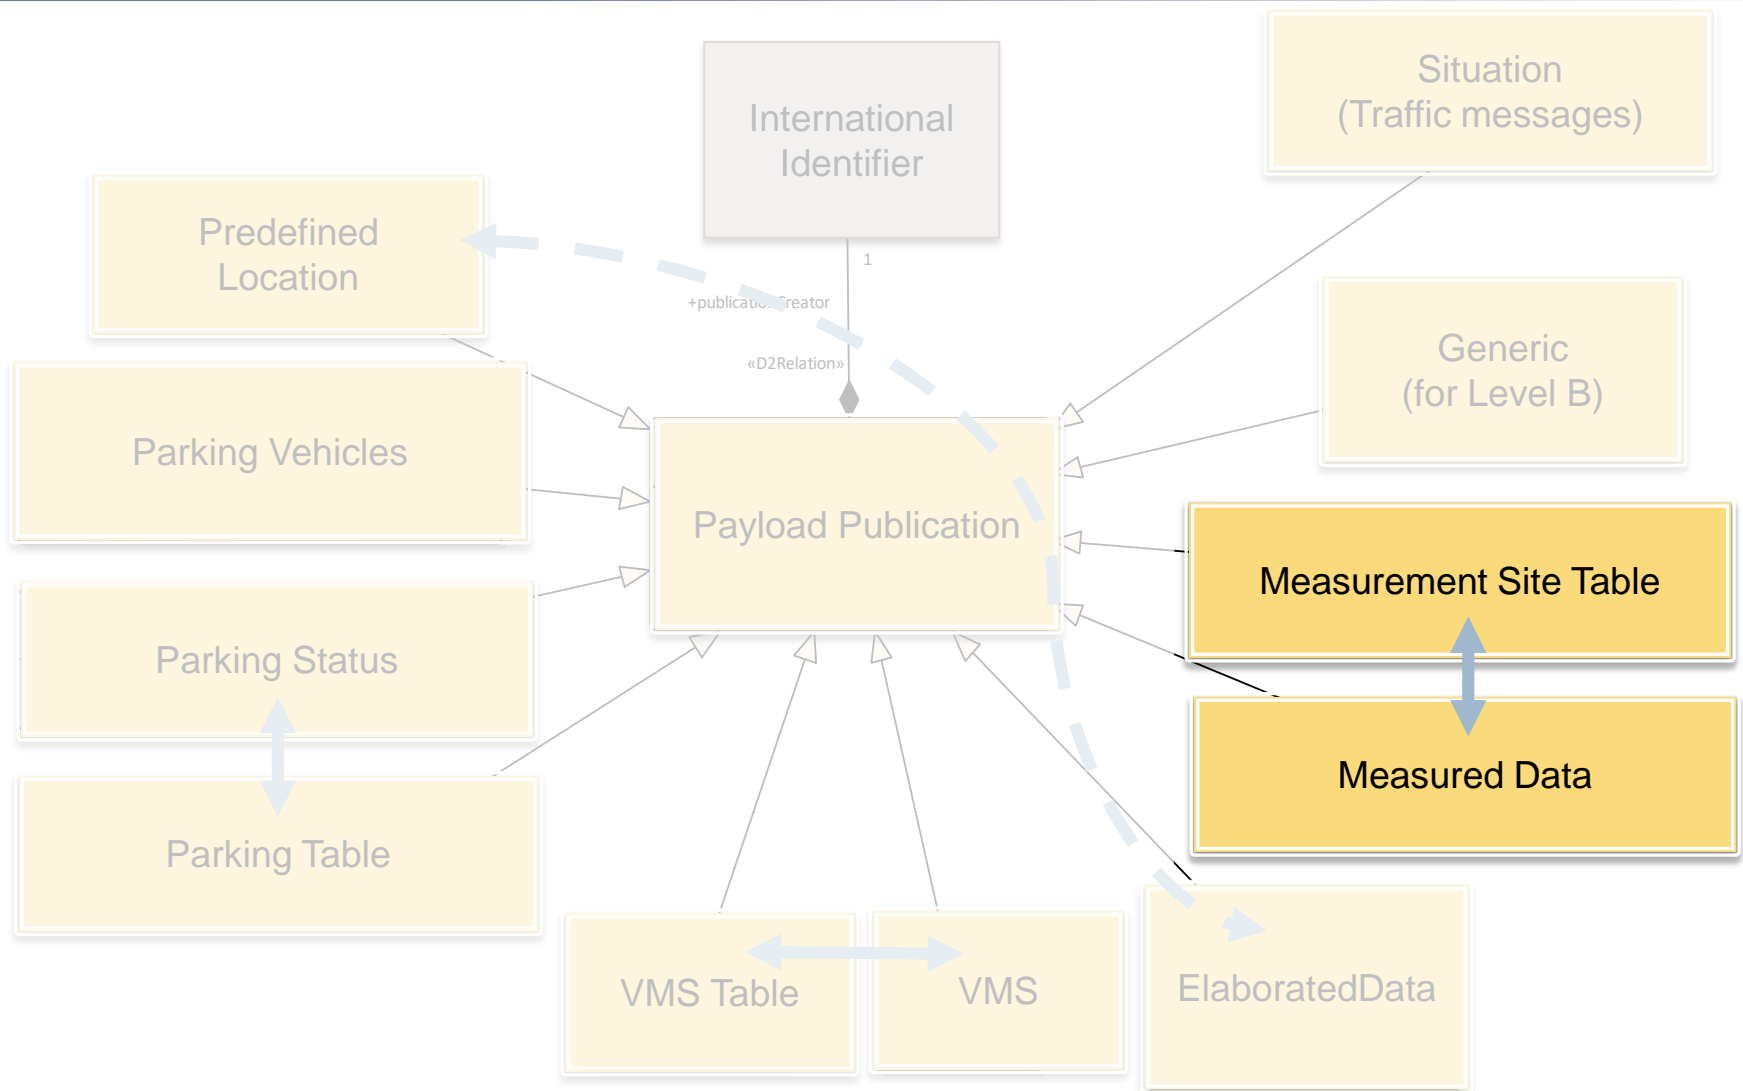 International
Identifier
Situation
(Traffic messages)
Predefined
Location
1
+publicationCreator
«D2Relation»
Generic
(for Level B)
Parking Vehicles
Payload Publication
Measurement Site Table
Parking Status
Measured Data
Parking Table
VMS Table
VMS
ElaboratedData